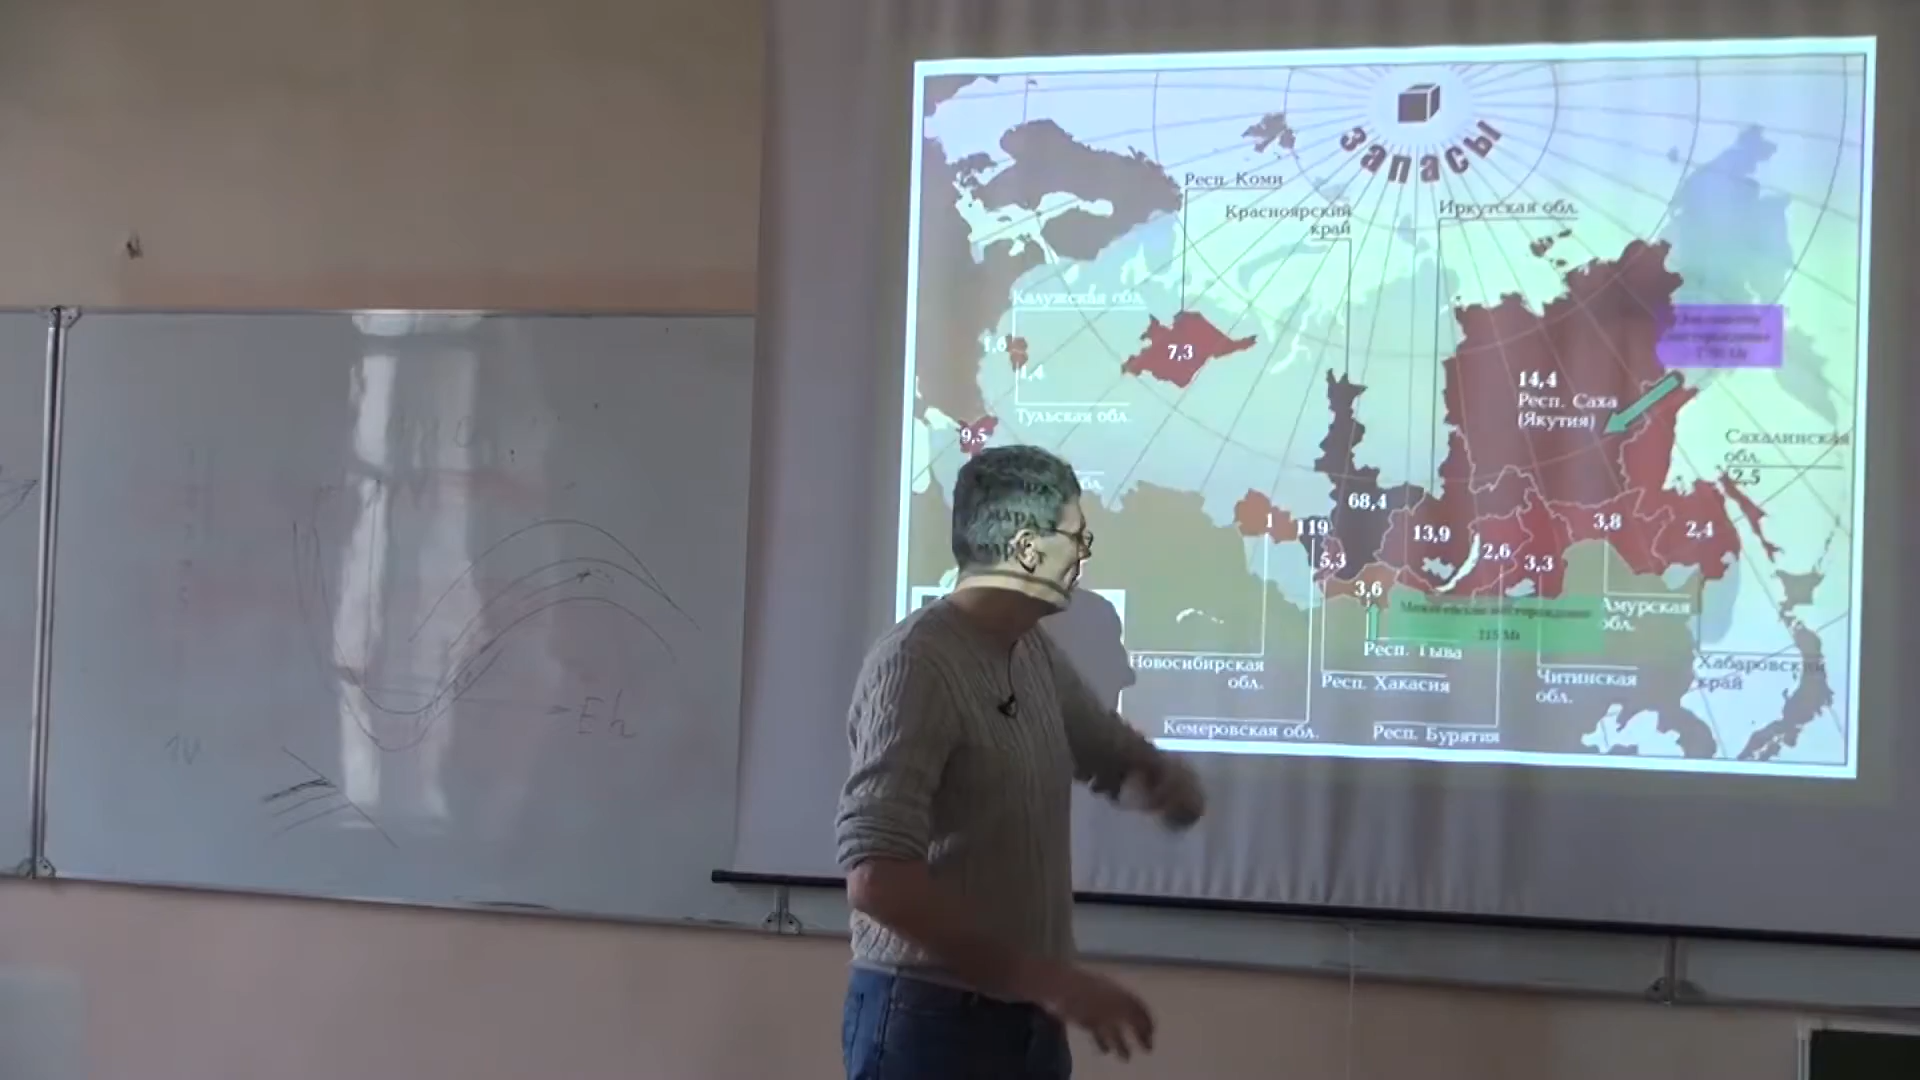 Запасы
Респ. Коми
Красноярский
край
Иркутская обл.
Калужская обл.
1,6
7,3
1,4
Тульская обл.
14,4
Респ. Саха
(Якутия)
9,5
Сахалинская
обл.
2,5
68,4
1
119
13,9
3,8
2,4
5,3
2,6
3,3
3,6
215
Амурская
обл.
Респ. Тыва
Новосибирская
обл.
Респ. Хакасия
Читинская
обл.
Хабаровский
край
Кемеровская обл.
Респ. Бурятия
Eh